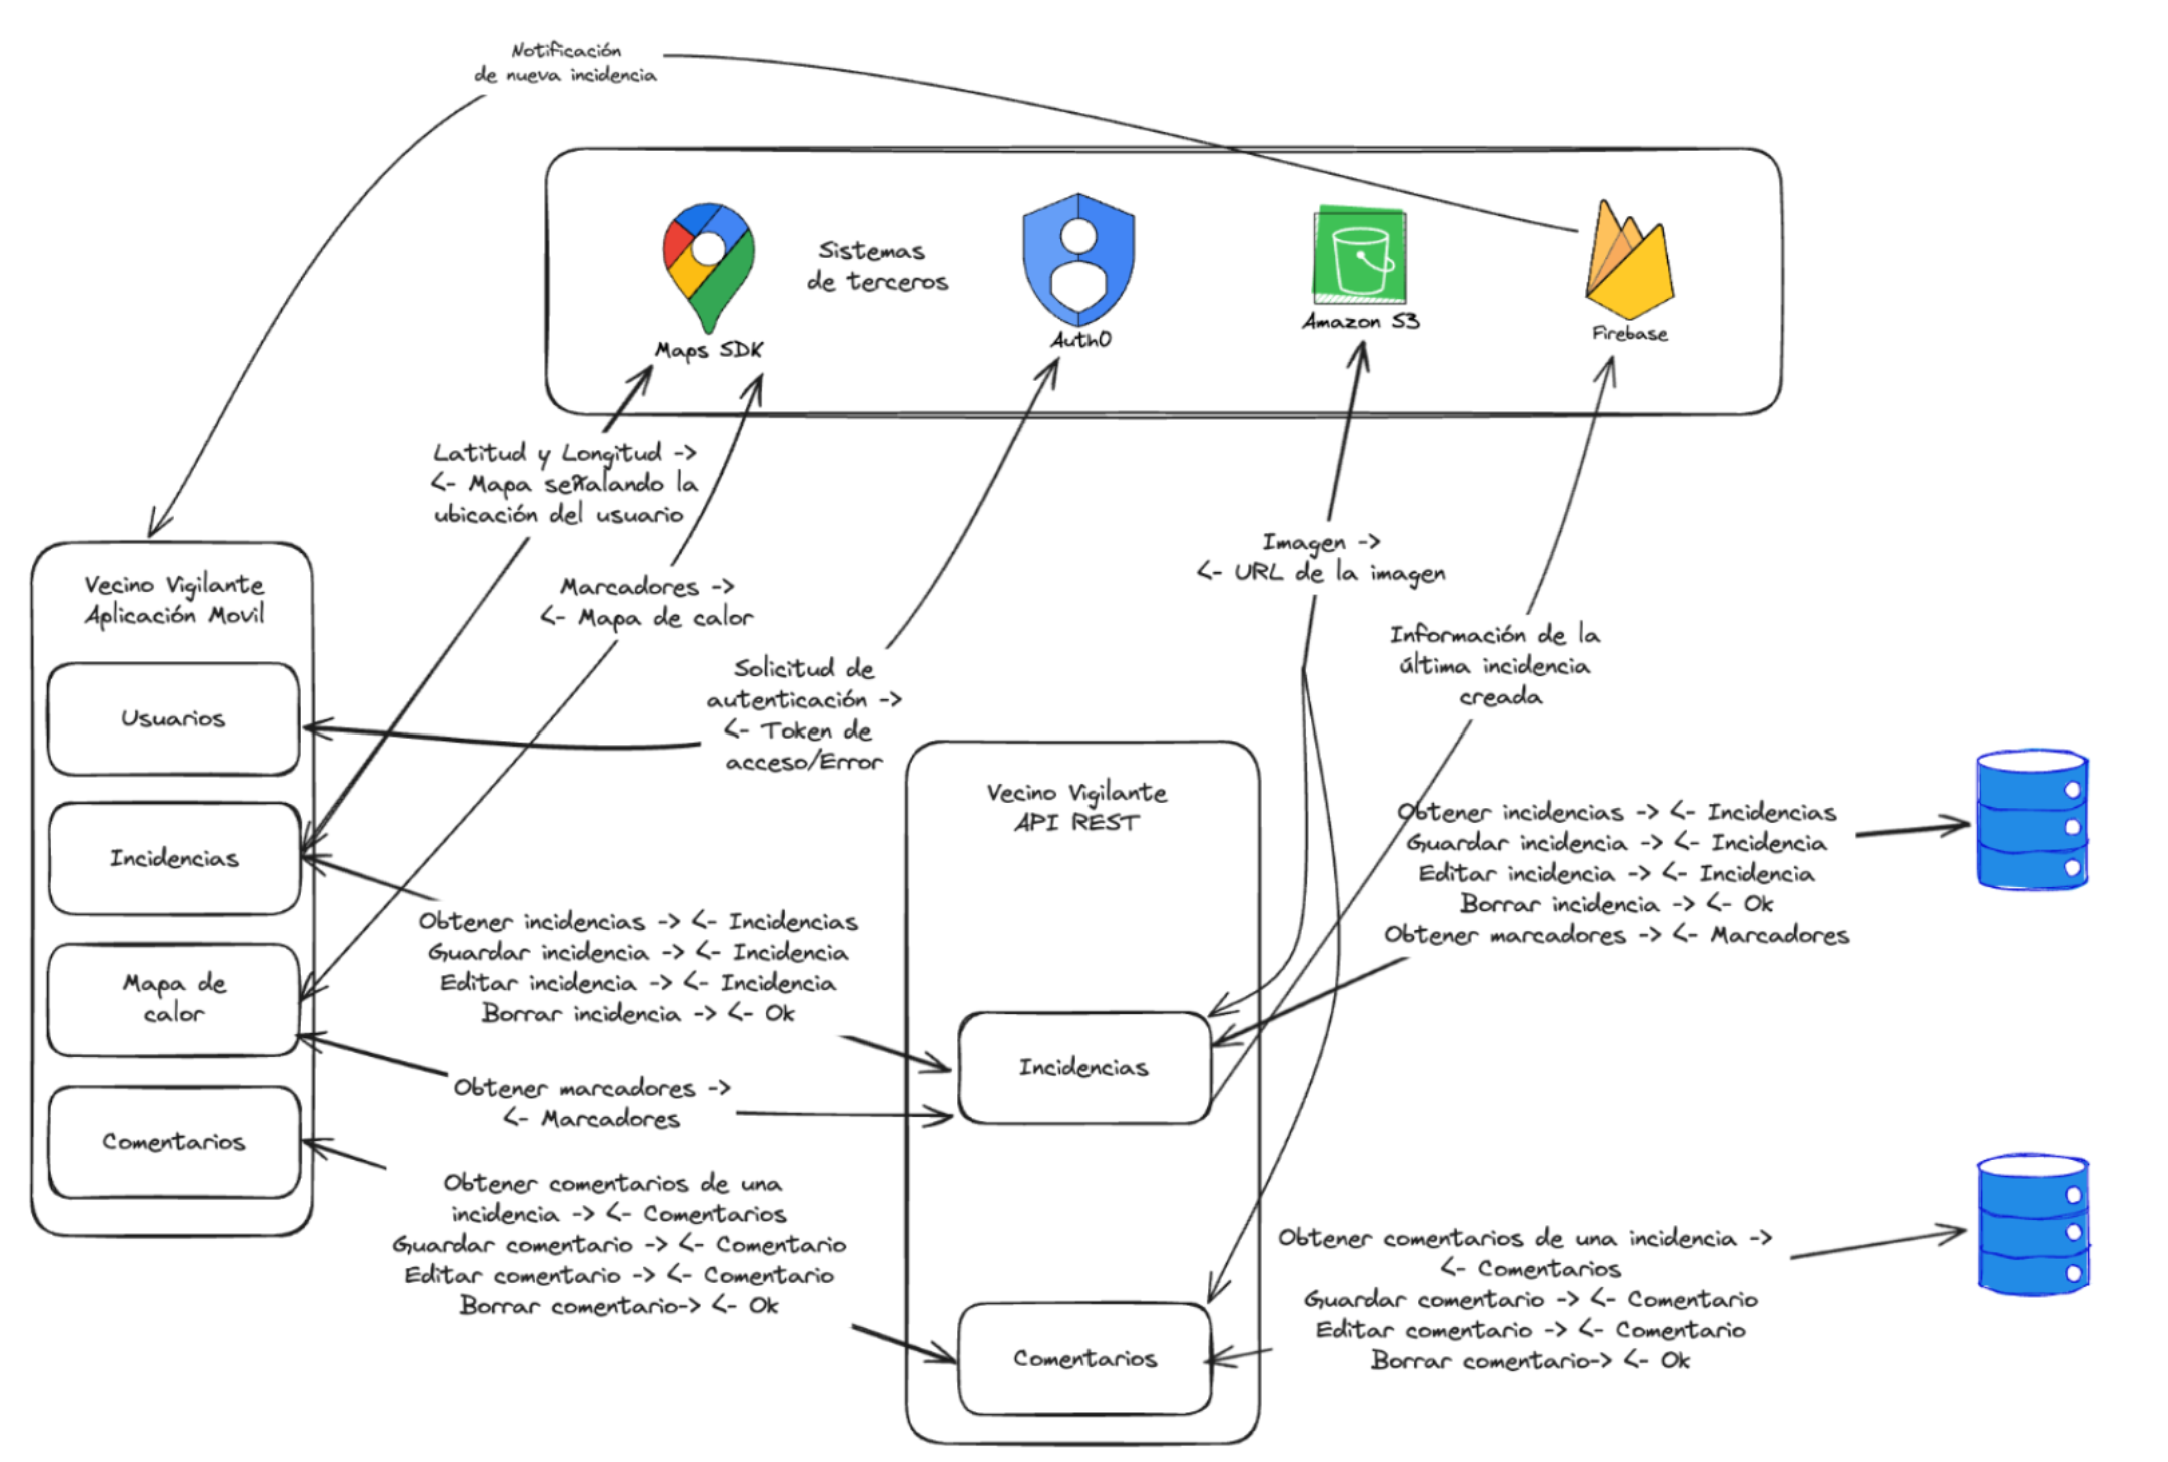 Notificación
de nueva incidencia
Sistemas
de terceros
Maps SDK
Auth0
Amazon S3
Firebase
Latitud y Longitud ->
<- Mapa señalando la
ubicación del usuario
Marcadores ->
<- Mapa de calor
Solicitud de
autenticación ->
<- Token de
acceso/Error
Imagen ->
<- URL de la imagen
Información de la
última incidencia
creada
Vecino Vigilante
Aplicación Movil
Usuarios
Incidencias
Mapa de
calor
Comentarios
Obtener incidencias -> <- Incidencias
Guardar incidencia -> <- Incidencia
Editar incidencia -> <- Incidencia
Borrar incidencia -> <- Ok
Obtener marcadores ->
<- Marcadores
Obtener comentarios de una
incidencia -> <- Comentarios
Guardar comentario -> <- Comentario
Editar comentario -> <- Comentario
Borrar comentario-> <- Ok
Vecino Vigilante
API REST
Incidencias
Comentarios
Obtener incidencias -> <- Incidencias
Guardar incidencia -> <- Incidencia
Editar incidencia -> <- Incidencia
Borrar incidencia -> <- Ok
Obtener marcadores -> <- Marcadores
Obtener comentarios de una incidencia ->
<- Comentarios
Guardar comentario -> <- Comentario
Editar comentario -> <- Comentario
Borrar comentario-> <- Ok